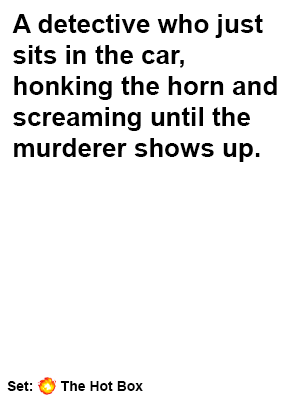 A detective who just
sits in the car,
honking the horn and
screaming until the
murderer shows up.
Set: The Hot Box